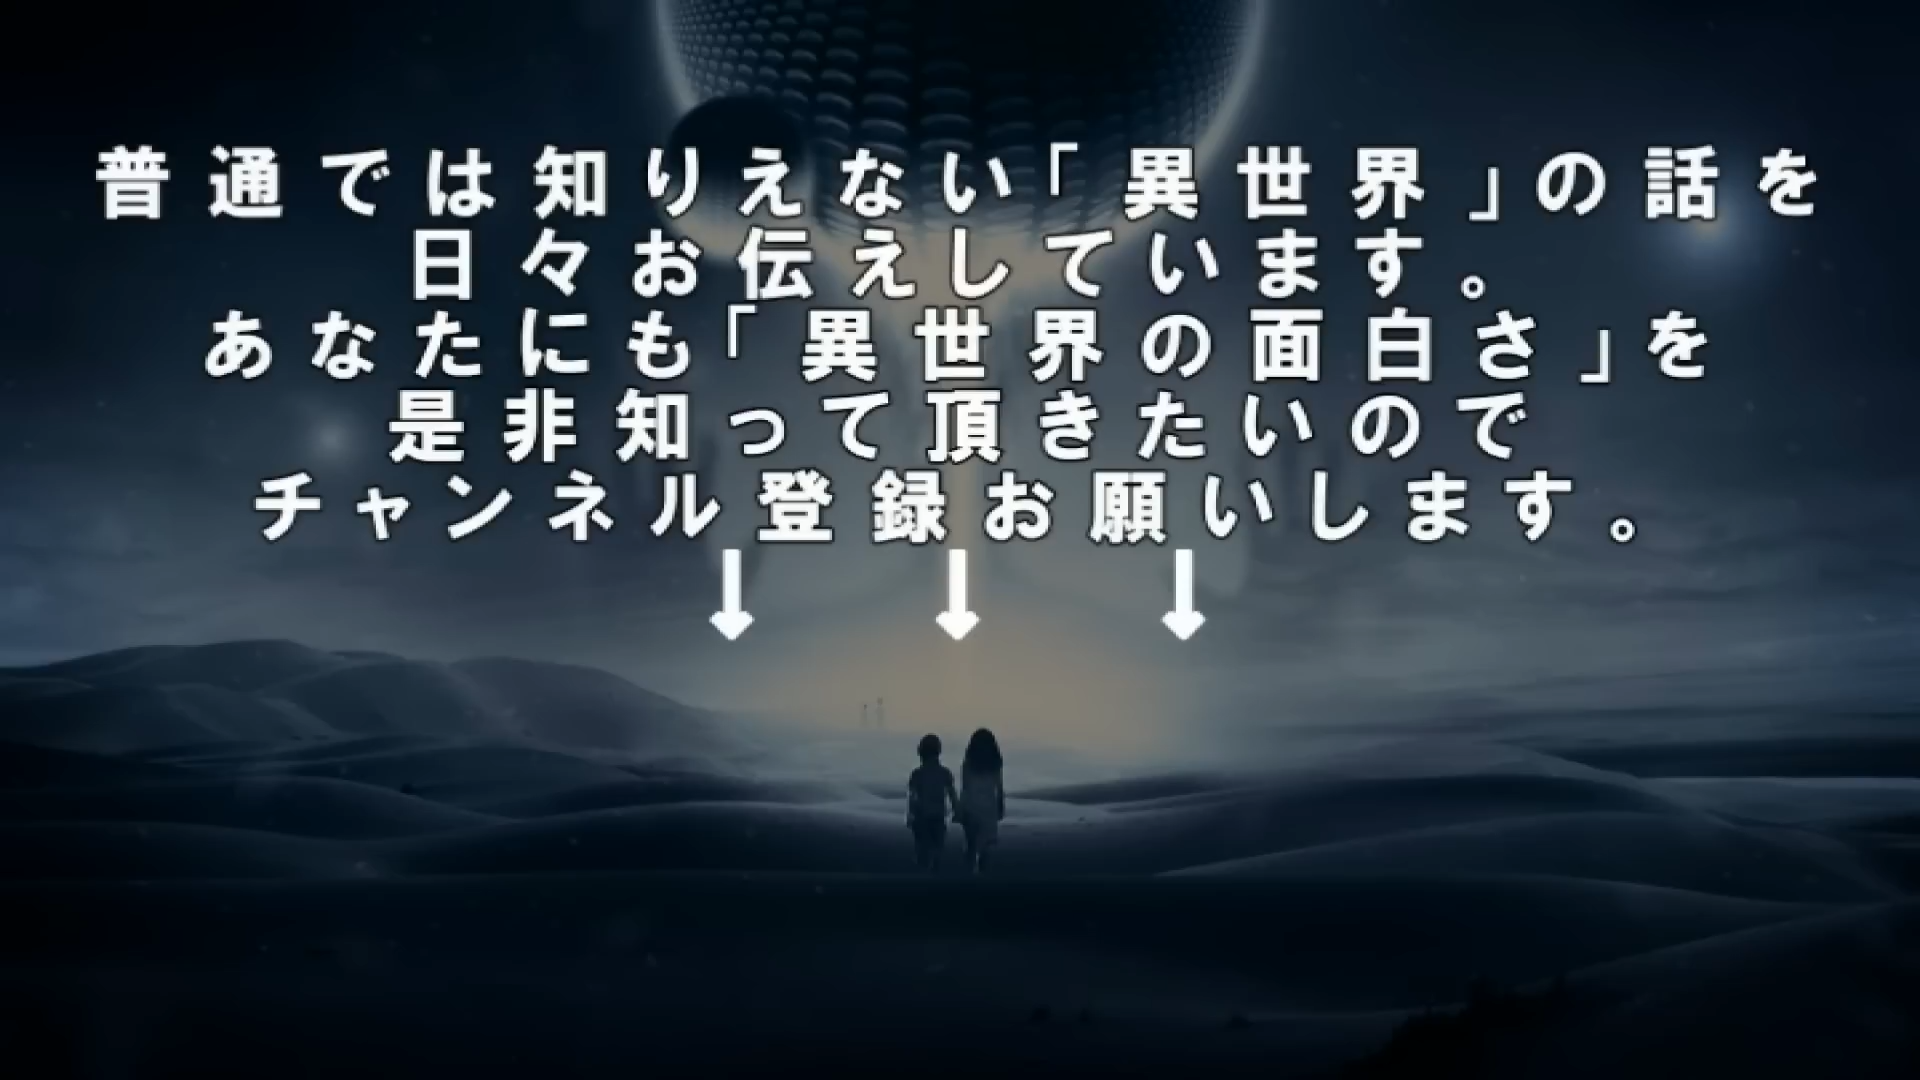 普通では知りえない「異世界」の話を
日々お伝えしています。
あなたにも「異世界の面白さ」を
是非知って頂きたいので
チャンネル登録お願いします。
↓ ↓ ↓